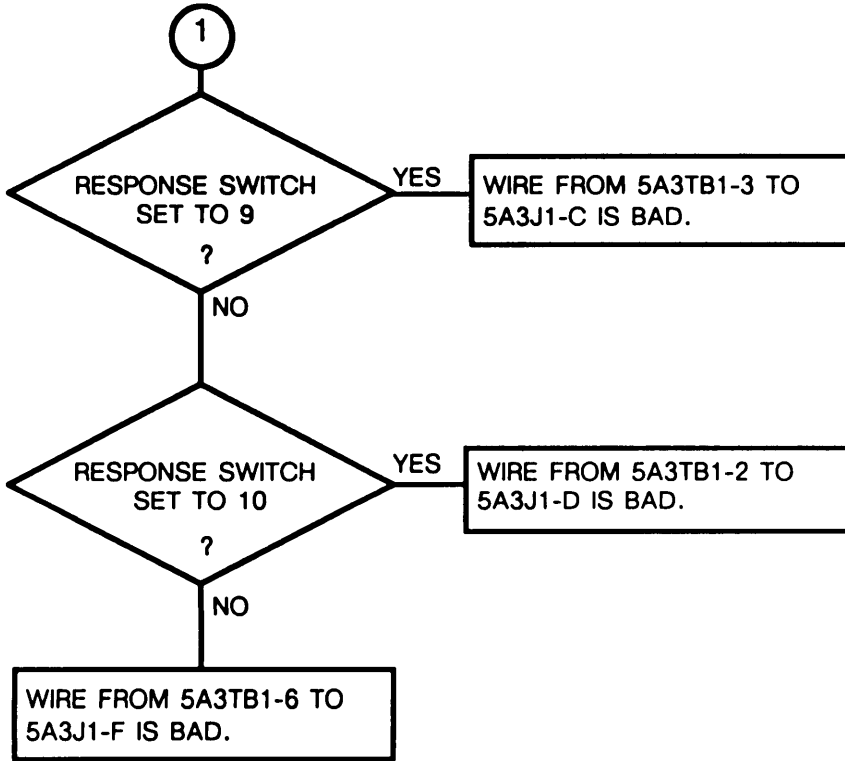 1
RESPONSE SWITCH
SET TO 9
?
YES
WIRE FROM 5A3TB1-3 TO
5A3J1-C IS BAD.
NO
RESPONSE SWITCH
SET TO 10
?
YES
WIRE FROM 5A3TB1-2 TO
5A3J1-D IS BAD.
NO
WIRE FROM 5A3TB1-6 TO
5A3J1-F IS BAD.